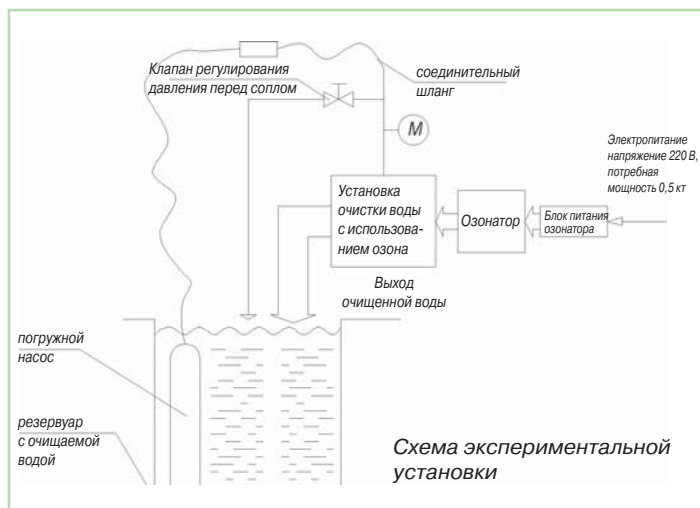 Клапан регулирования
давления перед соплом
соединительный
шланг
М
Электропитание
напряжение 220 В,
потребная
мощность 0,5 кт
Установка
очистки воды
с использова-
нием озона
Озонатор
Блок питания
озонатора
Выход
очищенной воды
погружной
насос
резервуар
с очищаемой
водой
Схема экспериментальной
установки